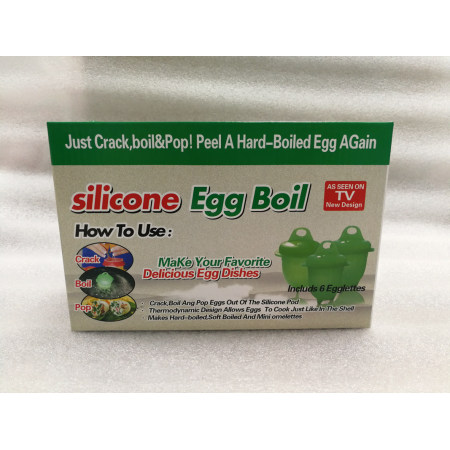 Just Crack,boil&Pop! Peel A Hard-Boiled Egg AGain
silicone Egg Boil
AS SEEN ON
TV
New Design
How To Use:
Crack
Boil
Pop
MaKe Your Favorite
Delicious Egg Dishes
Includs 6 Egglettes
Crack,Boil Ang Pop Eggs Out Of The Silicone Pod
Thermodynamic Design Allows Eggs To Cook Just Like In The Shell
Makes Hard-boiled,Soft Boiled And Mini omelettes